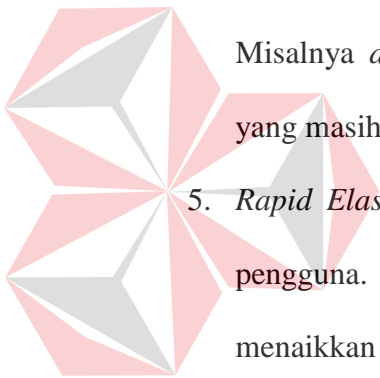 Misalnya
yang masih
5. Rapid Elas
pengguna.
menaikkan